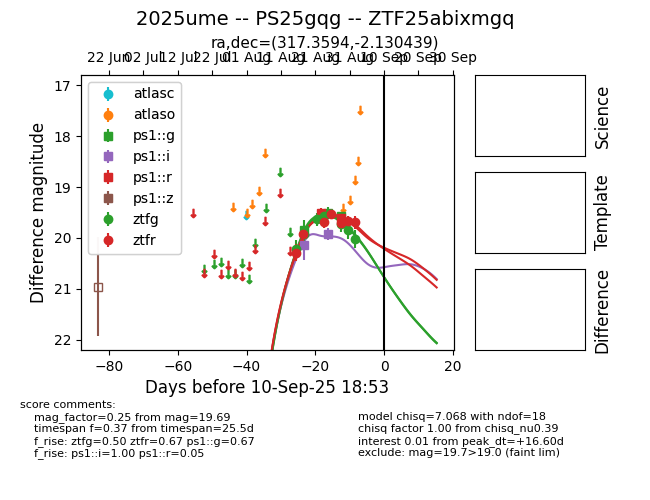 2025ume -- PS25gqg -- ZTF25abixmgq
ra,dec=(317.3594,-2.130439)
22 Jun 02 Jul 12 Jul 22 Jul 01 Aug 11 Aug 21 Aug 31 Aug 10 Sep 20 Sep 30 Sep
17
18
19
20
21
22
Difference magnitude
atlasc
atlaso
ps1::g
ps1::i
ps1::r
ps1::z
ztfg
ztfr
−80 −60 −40 −20 0 20
Days before 10-Sep-25 18:53
Science
Template
Difference
score comments:
mag_factor=0.25 from mag=19.69
timespan f=0.37 from timespan=25.5d
f_rise: ztfg=0.50 ztfr=0.67 ps1::g=0.67
f_rise: ps1::i=1.00 ps1::r=0.05
model chisq=7.068 with ndof=18
chisq factor 1.00 from chisq_nu0.39
interest 0.01 from peak_dt=+16.60d
exclude: mag=19.7>19.0 (faint lim)